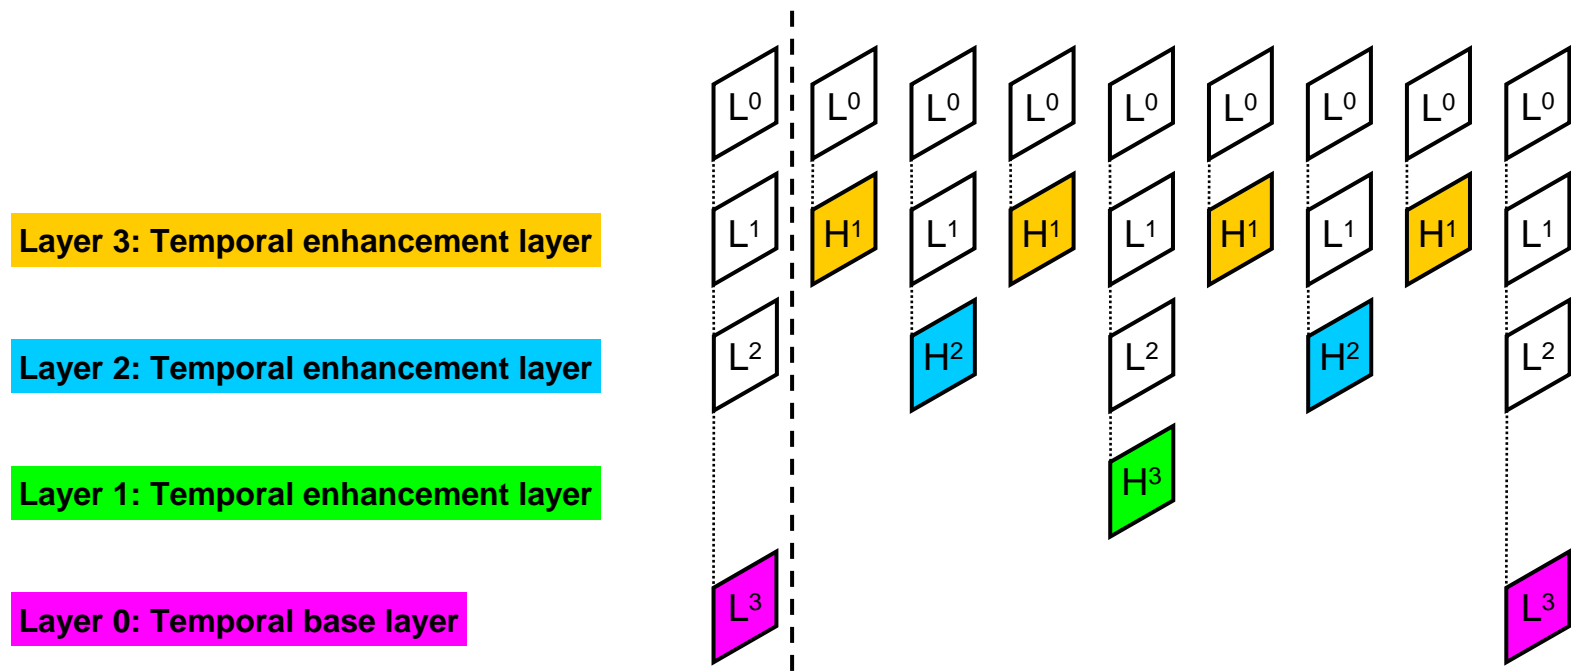 L0 L0 L0 L0 L0 L0 L0 L0 L0
Layer 3: Temporal enhancement layer L1 H1 L1 H1 L1 H1 L1 H1 L1
Layer 2: Temporal enhancement layer L2 H2 L2 H2 L2
Layer 1: Temporal enhancement layer H3
Layer 0: Temporal base layer L3 L3